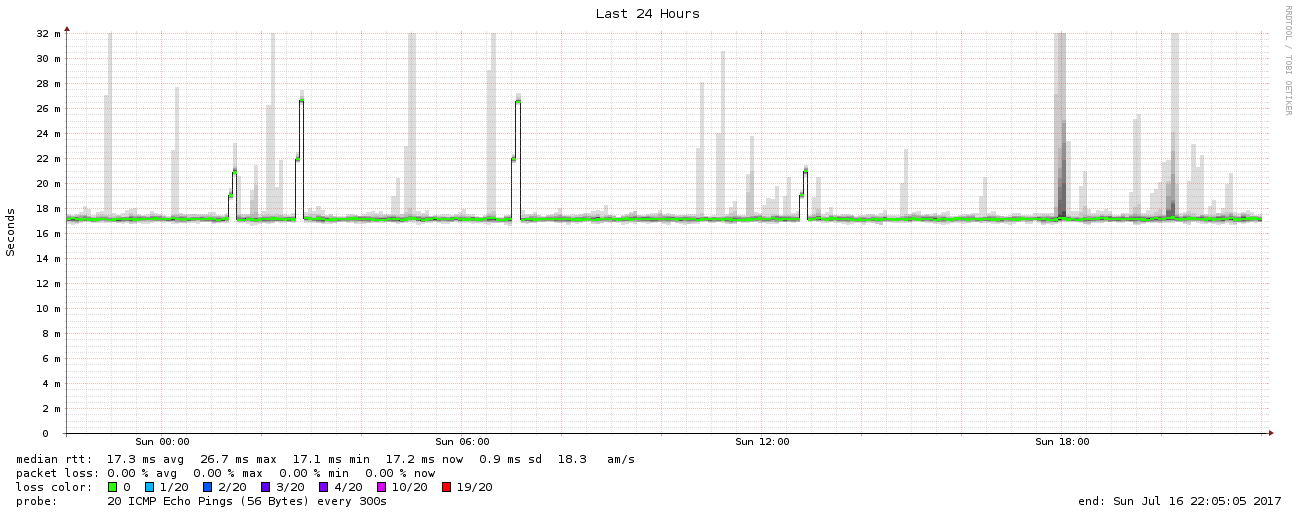 Last 24 Hours
RRDTOOL / TOBI OETIKER
Seconds
32 m
30 m
28 m
26 m
24 m
22 m
20 m
18 m
16 m
14 m
12 m
10 m
8 m
6 m
4 m
2 m
0
Sun 00:00 Sun 06:00 Sun 12:00 Sun 18:00
median rtt: 17.3 ms avg 26.7 ms max 17.1 ms min 17.2 ms now 0.9 ms sd 18.3 am/s
packet loss: 0.00 % avg 0.00 % max 0.00 % min 0.00 % now
loss color: 0 1/20 2/20 3/20 4/20 10/20 19/20
probe: 20 ICMP Echo Pings (56 Bytes) every 300s
end: Sun Jul 16 22:05:05 2017